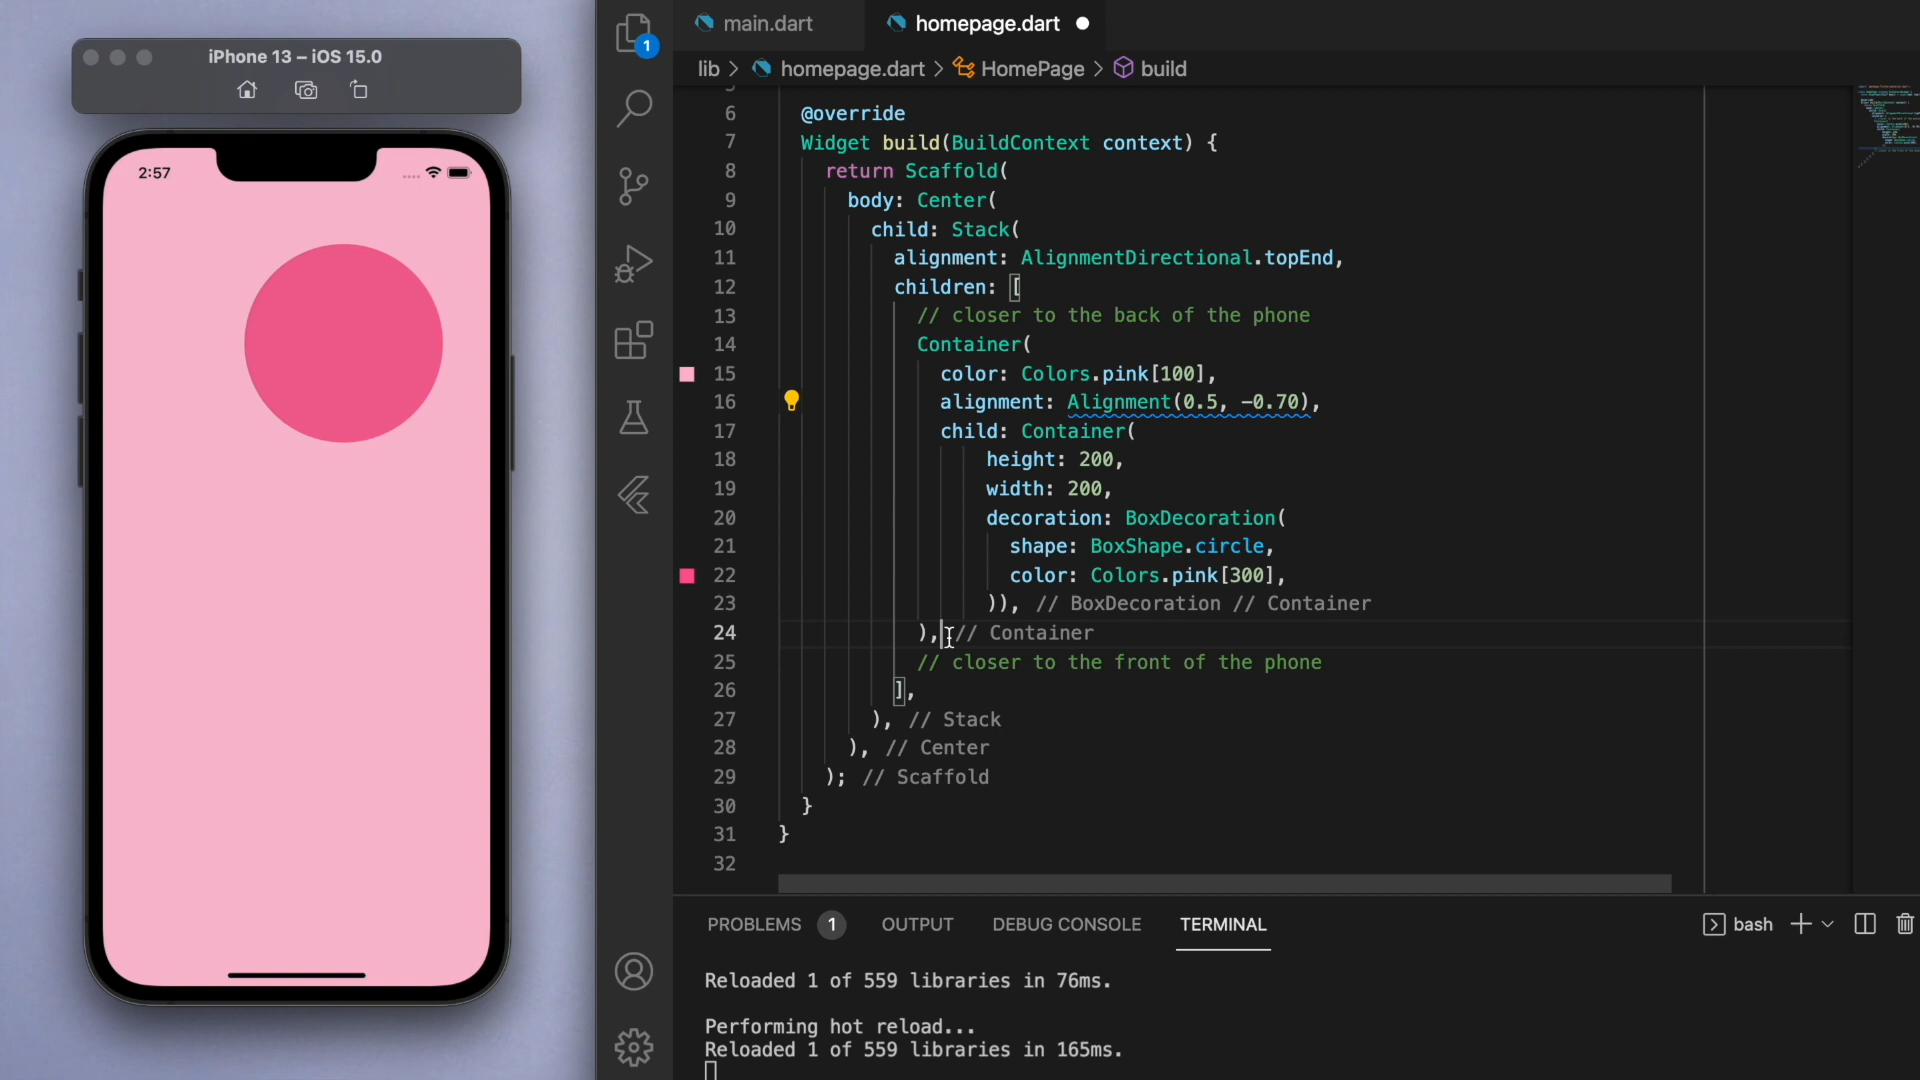 iPhone 13 – iOS 15.0
2:57
1
main.dart
homepage.dart
lib > homepage.dart > HomePage > build
6 @override
7 Widget build(BuildContext context) {
8 return Scaffold(
9 body: Center(
10 child: Stack(
11 alignment: AlignmentDirectional.topEnd,
12 children: [
13 // closer to the back of the phone
14 Container(
15 color: Colors.pink[100],
16 alignment: Alignment(0.5, -0.70),
17 child: Container(
18 height: 200,
19 width: 200,
20 decoration: BoxDecoration(
21 shape: BoxShape.circle,
22 color: Colors.pink[300],
23 )), // BoxDecoration // Container
24 ), // Container
25 // closer to the front of the phone
26 ],
27 ), // Stack
28 ), // Center
29 ); // Scaffold
30 }
31 }
32
PROBLEMS 1 OUTPUT DEBUG CONSOLE TERMINAL bash
Reloaded 1 of 559 libraries in 76ms.
Performing hot reload...
Reloaded 1 of 559 libraries in 165ms.